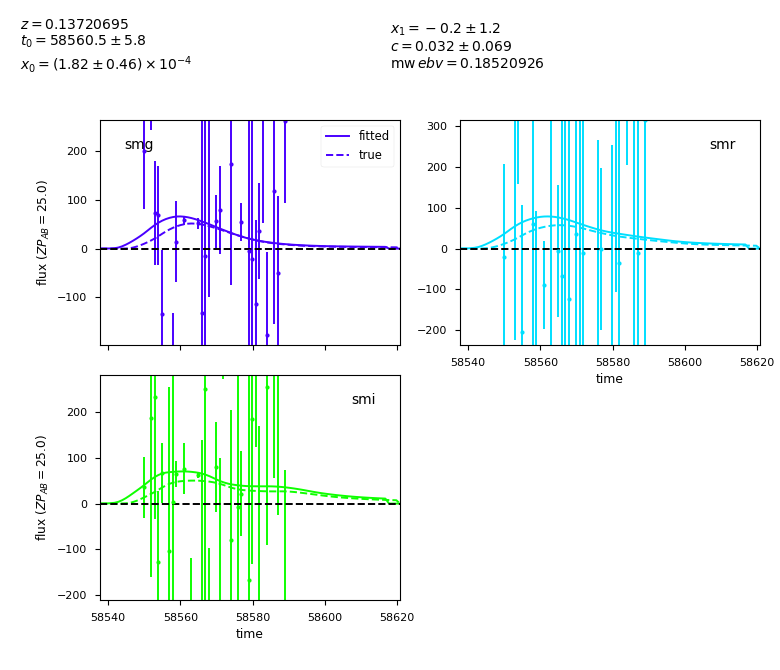 z = 0.13720695
t₀ = 58560.5 ± 5.8
x₀ = (1.82 ± 0.46) × 10⁻⁴
x₁ = −0.2 ± 1.2
c = 0.032 ± 0.069
mw ebv = 0.18520926
smg
fitted
true
200
100
0
−100
flux (ZP_AB = 25.0)
smr
300
200
100
0
−100
−200
58540 58560 58580 58600 58620
time
smi
200
100
0
−100
−200
flux (ZP_AB = 25.0)
58540 58560 58580 58600 58620
time